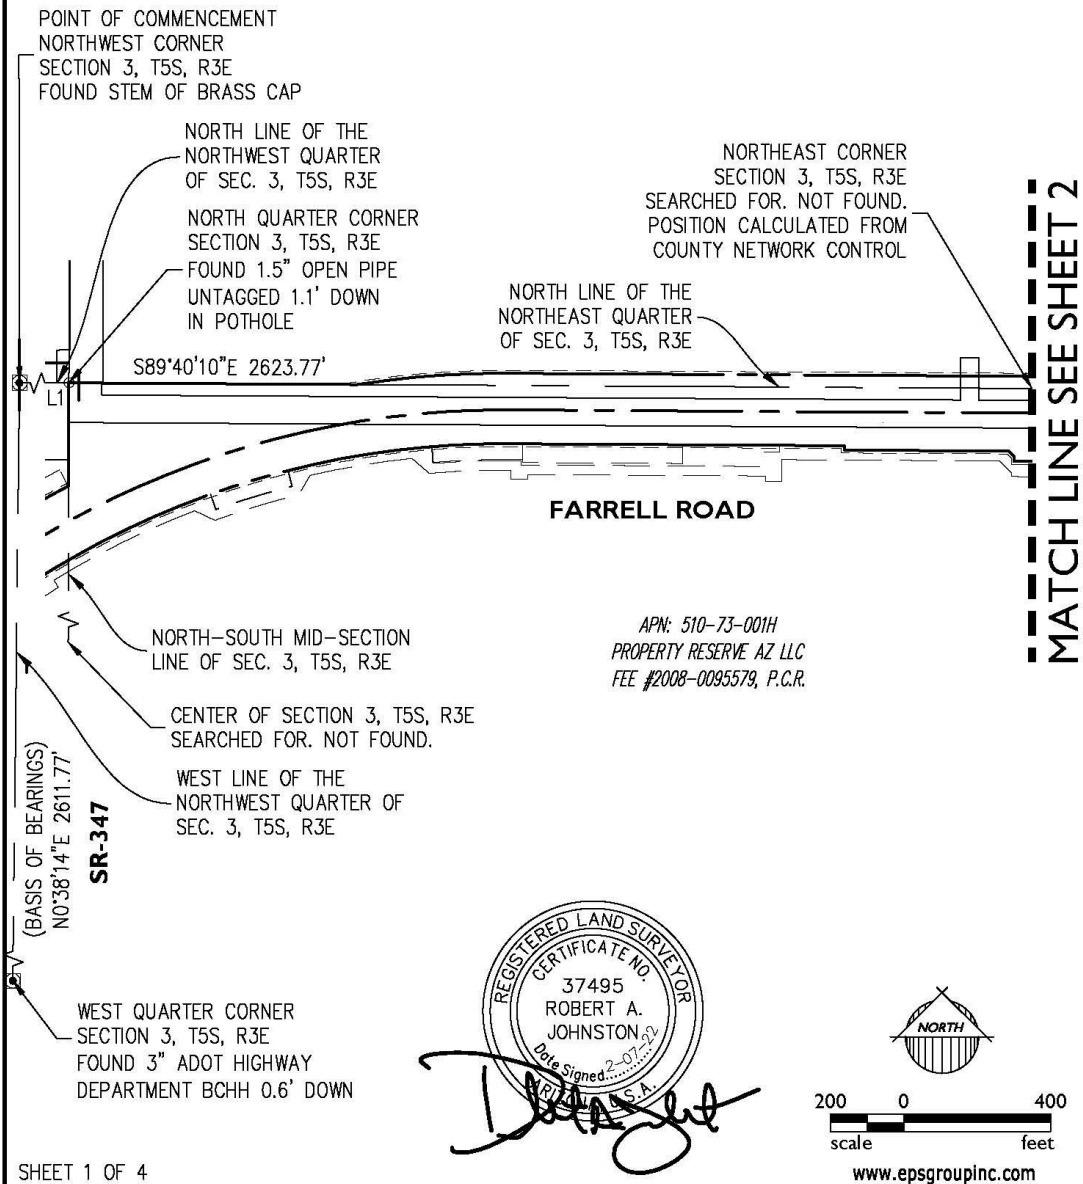 POINT OF COMMENCEMENT
NORTHWEST CORNER
SECTION 3, T5S, R3E
FOUND STEM OF BRASS CAP
NORTH LINE OF THE
NORTHWEST QUARTER
OF SEC. 3, T5S, R3E
NORTH QUARTER CORNER
SECTION 3, T5S, R3E
FOUND 1.5" OPEN PIPE
UNTAGGED 1.1' DOWN
IN POTHOLE
NORTHEAST CORNER
SECTION 3, T5S, R3E
SEARCHED FOR. NOT FOUND.
POSITION CALCULATED FROM
COUNTY NETWORK CONTROL
NORTH LINE OF THE
NORTHEAST QUARTER
OF SEC. 3, T5S, R3E
MATCH LINE SEE SHEET 2
S89°40'10"E 2623.77'
L1
FARRELL ROAD
NORTH-SOUTH MID-SECTION
LINE OF SEC. 3, T5S, R3E
APN: 510-73-001H
PROPERTY RESERVE AZ LLC
FEE #2008-0095579, P.C.R.
CENTER OF SECTION 3, T5S, R3E
SEARCHED FOR. NOT FOUND.
WEST LINE OF THE
NORTHWEST QUARTER OF
SEC. 3, T5S, R3E
(BASIS OF BEARINGS)
N0°38'14"E 2611.77'
SR-347
WEST QUARTER CORNER
SECTION 3, T5S, R3E
FOUND 3" ADOT HIGHWAY
DEPARTMENT BCHH 0.6' DOWN
REGISTERED LAND SURVEYOR
CERTIFICATE NO.
37495
ROBERT A.
JOHNSTON
Date Signed 2-07-22
ARIZONA U.S.A.
NORTH
200 0 400
scale feet
www.epsgroupinc.com
SHEET 1 OF 4